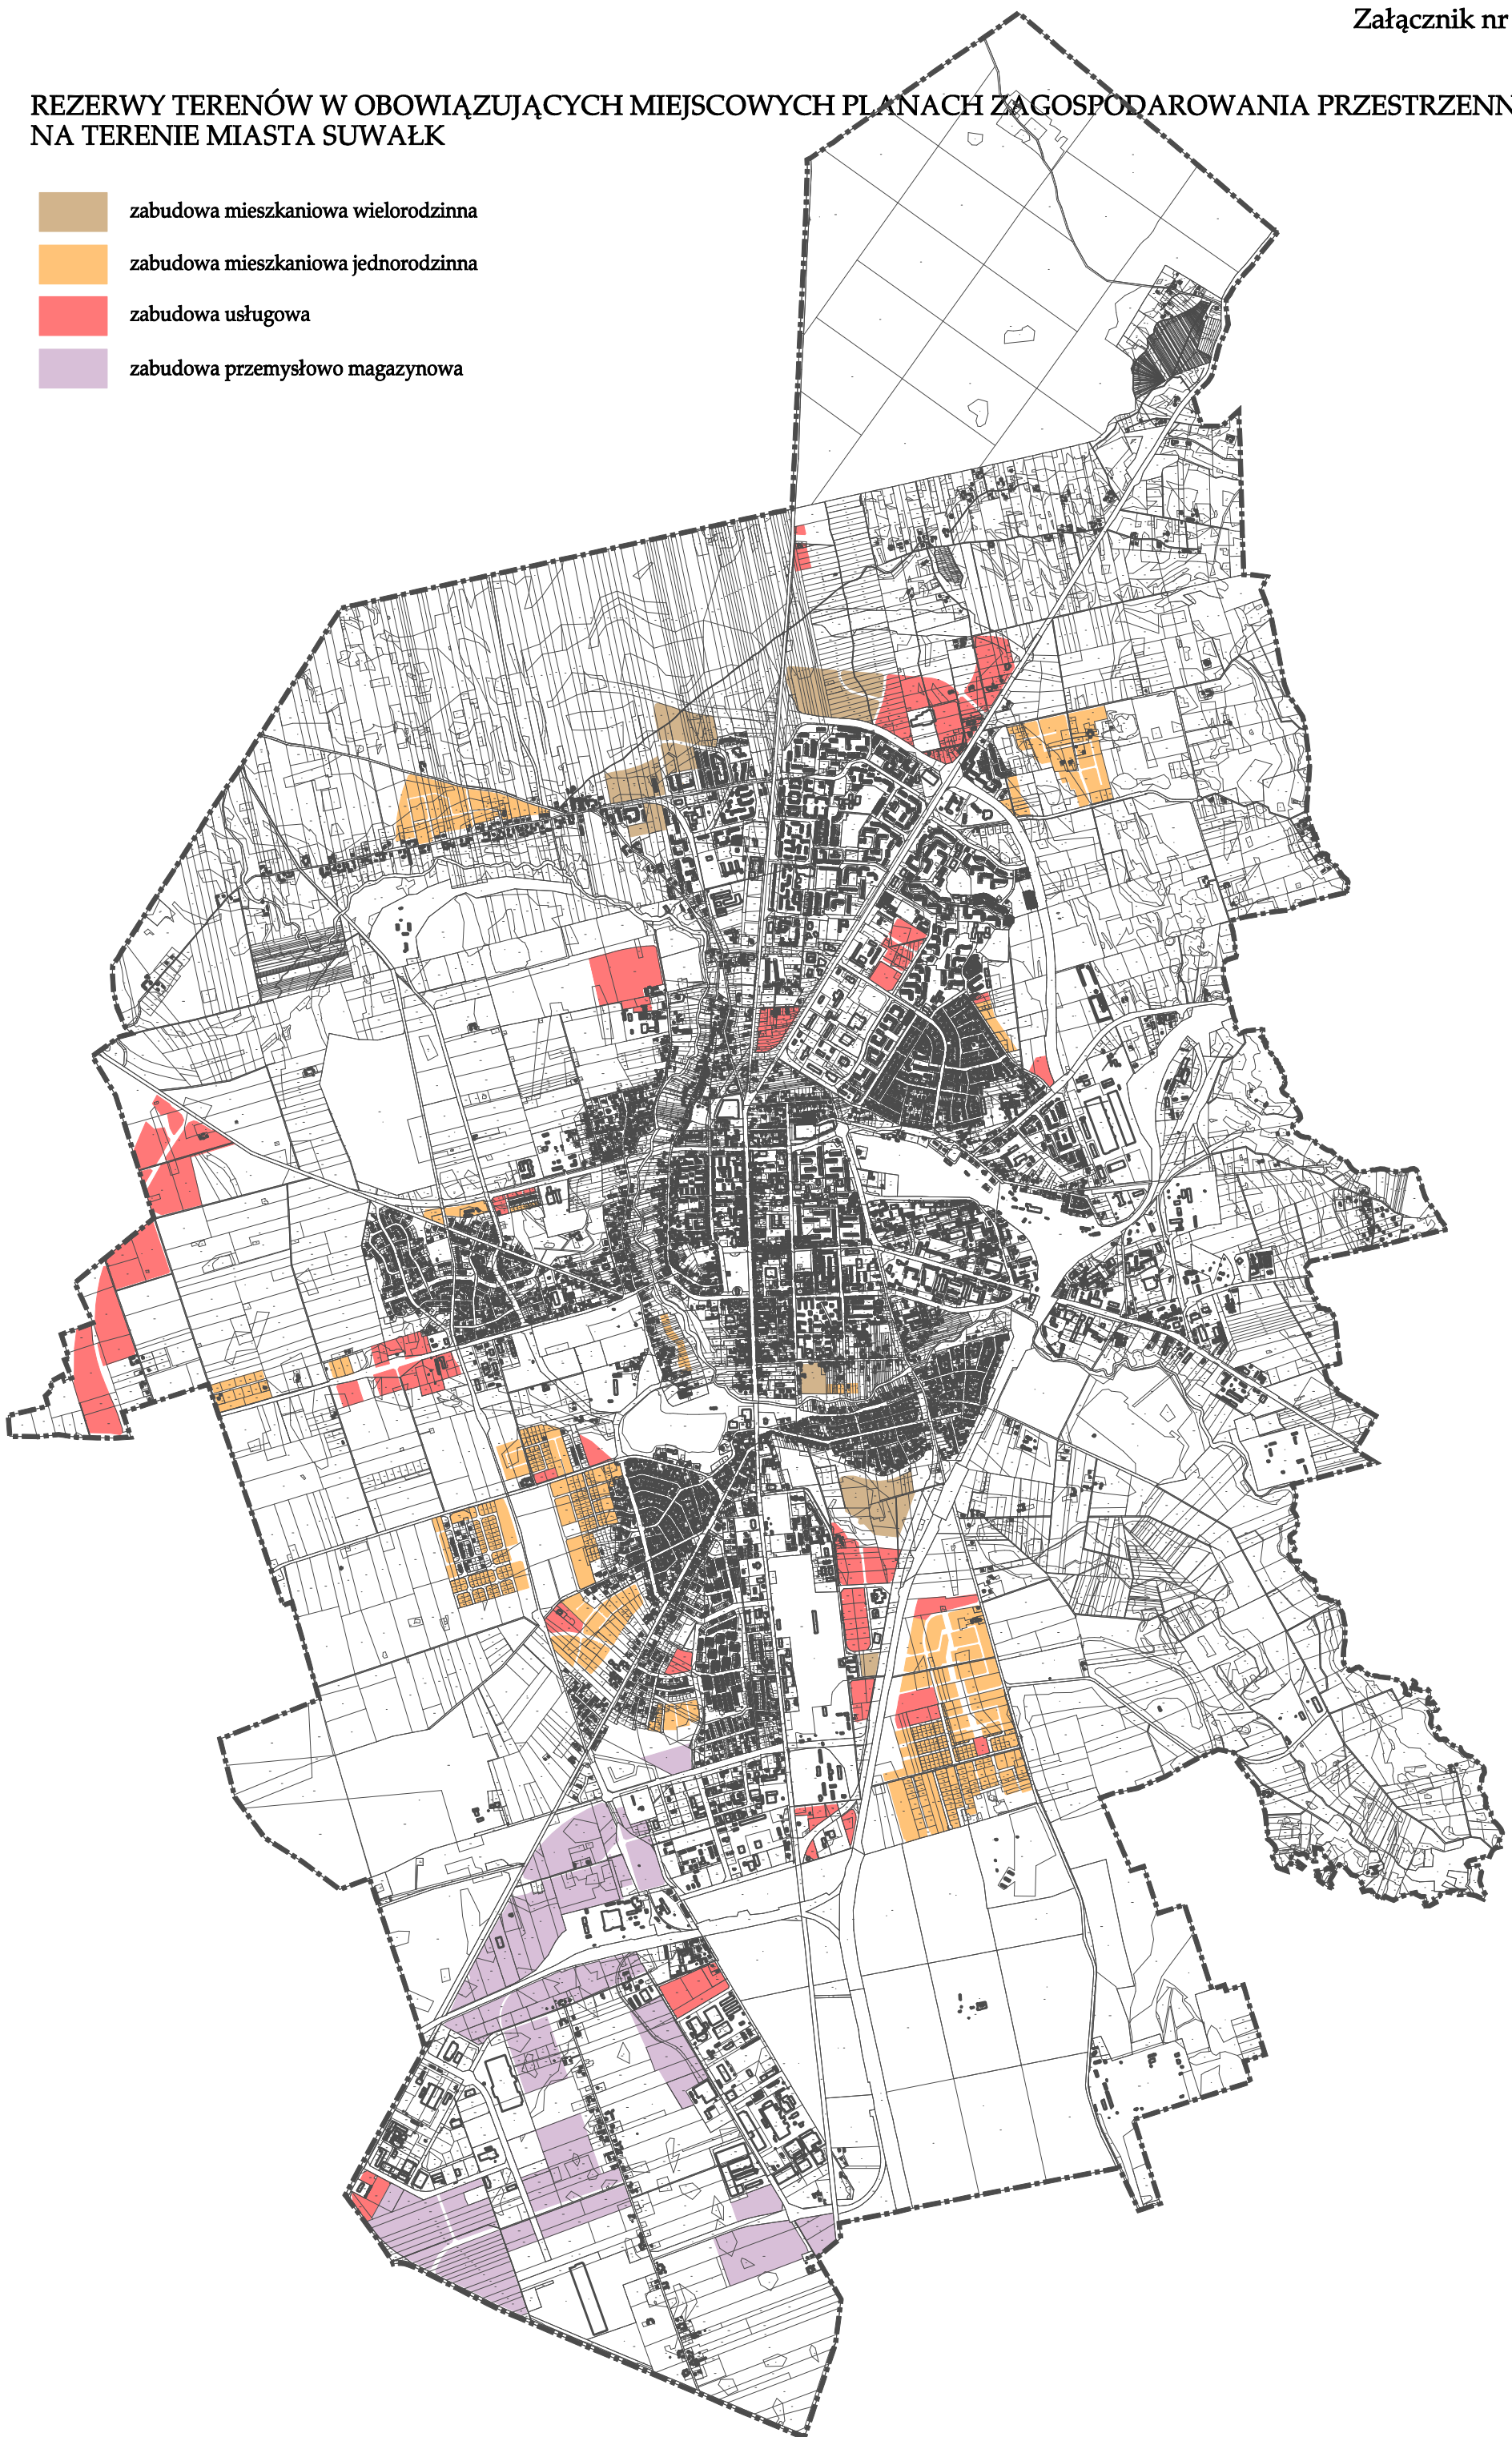 Załącznik nr
REZERWY TERENÓW W OBOWIĄZUJĄCYCH MIEJSCOWYCH PLANACH ZAGOSPODAROWANIA PRZESTRZENN
NA TERENIE MIASTA SUWAŁK
zabudowa mieszkaniowa wielorodzinna
zabudowa mieszkaniowa jednorodzinna
zabudowa usługowa
zabudowa przemysłowo magazynowa